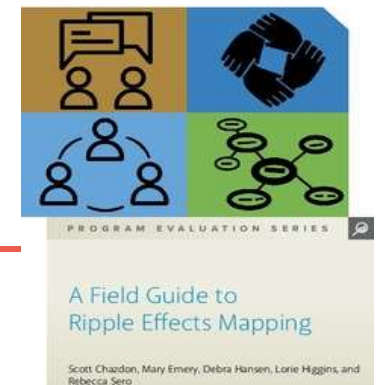 PROGRAM EVALUATION SERIES
A Field Guide to
Ripple Effects Mapping
Scott Chazdon, Mary Emery, Debra Hansen, Lorie Higgins, and
Rebecca Sero